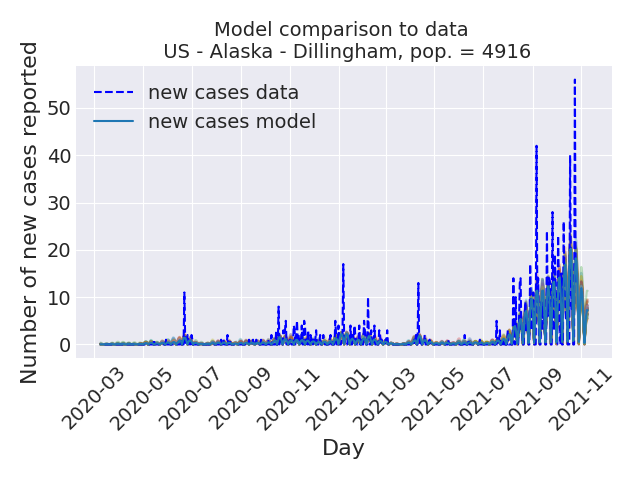 Model comparison to data
US - Alaska - Dillingham, pop. = 4916
Number of new cases reported
50
40
30
20
10
0
new cases data
new cases model
2020-03
2020-05
2020-07
2020-09
2020-11
2021-01
2021-03
2021-05
2021-07
2021-09
2021-11
Day